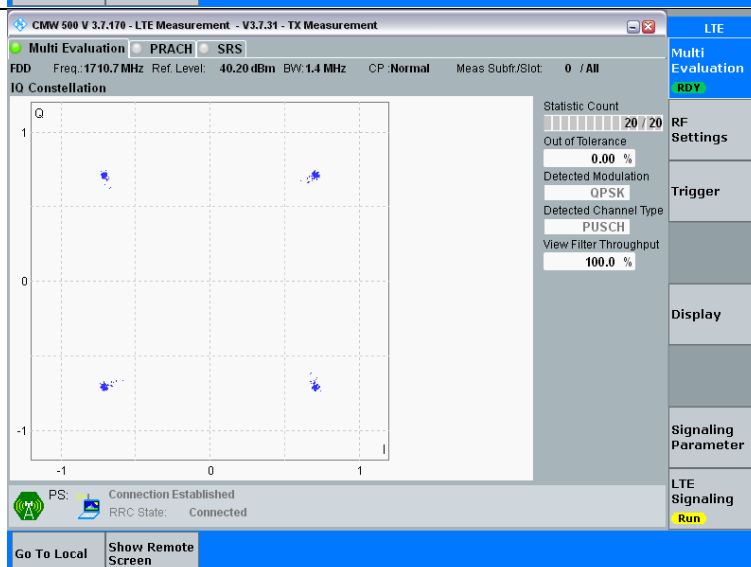 CMW 500 V 3.7.170 - LTE Measurement - V3.7.31 - TX Measurement
LTE
Multi Evaluation PRACH SRS
Multi
Evaluation
RDY
FDD Freq.:1710.7 MHz Ref. Level: 40.20 dBm BW:1.4 MHz CP :Normal Meas Subfr./Slot: 0 / All
IQ Constellation
Q
1
0
-1
I
-1 0 1
Statistic Count
20 / 20
Out of Tolerance
0.00 %
Detected Modulation
QPSK
Detected Channel Type
PUSCH
View Filter Throughput
100.0 %
RF
Settings
Trigger
Display
Signaling
Parameter
LTE
Signaling
Run
PS: Connection Established
RRC State: Connected
Go To Local
Show Remote
Screen